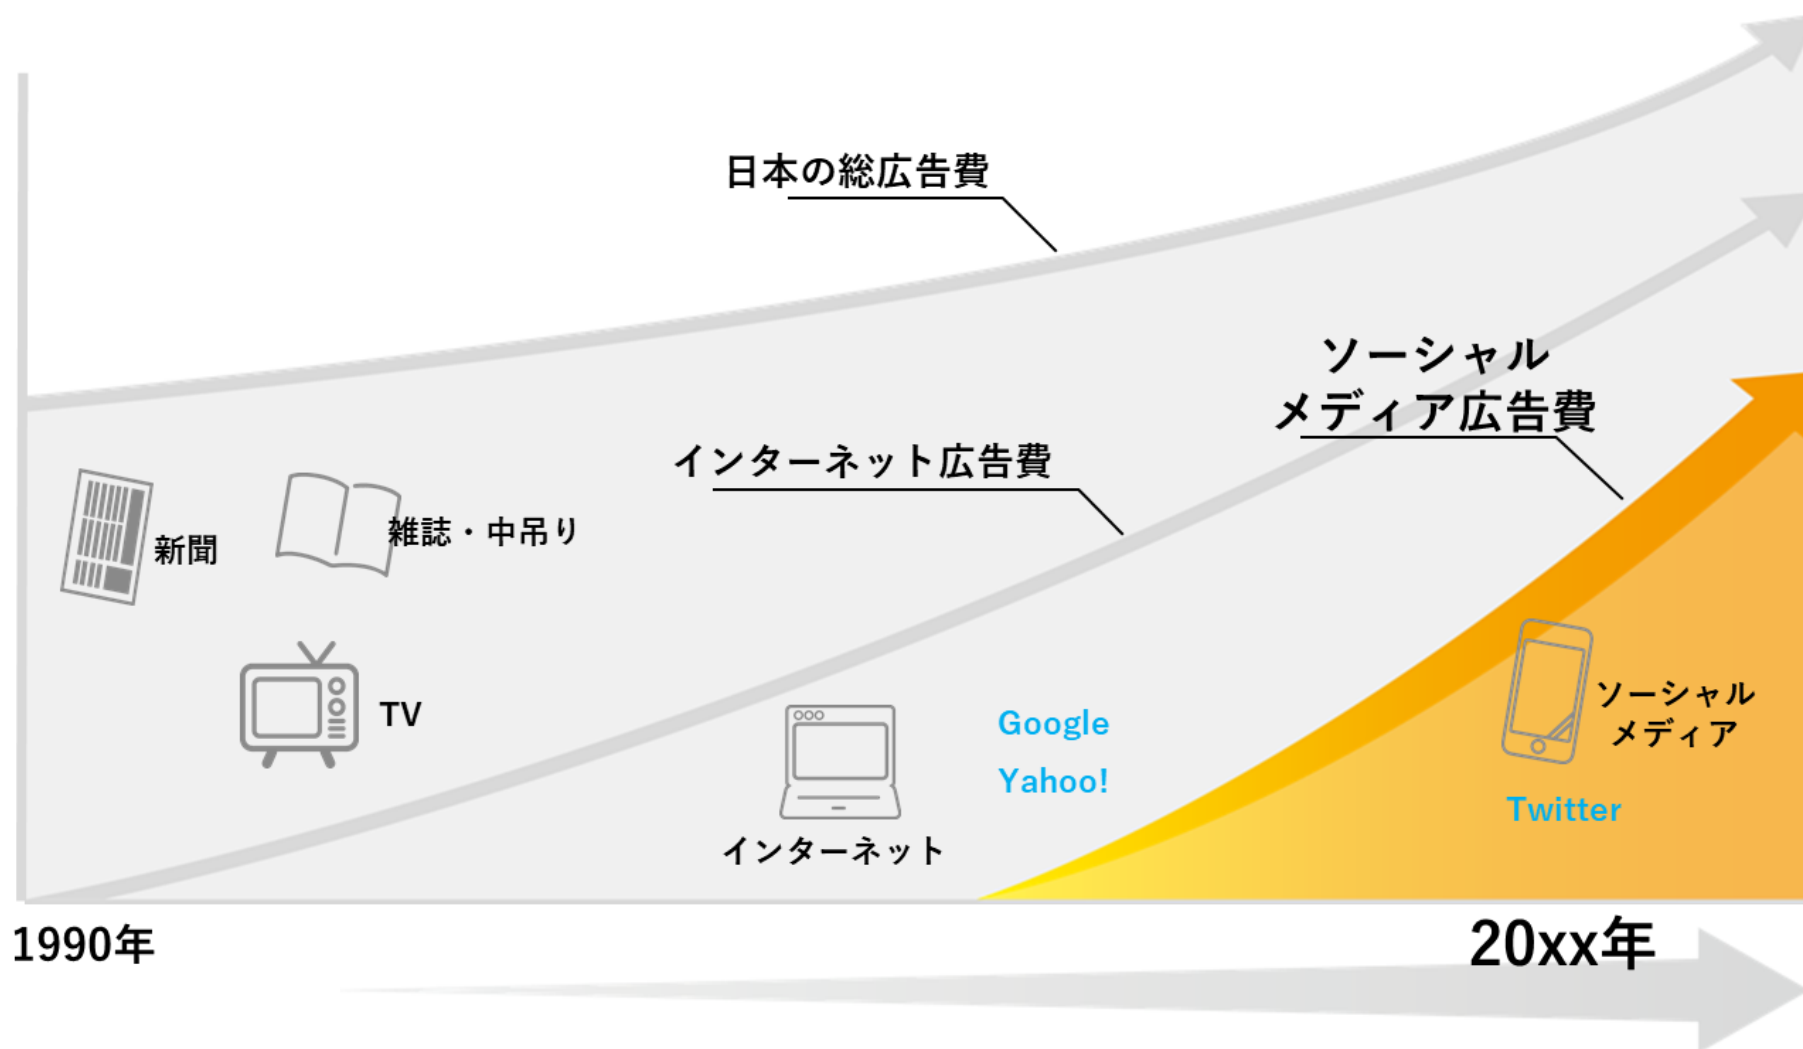 日本の総広告費
ソーシャル
メディア広告費
インターネット広告費
新聞
雑誌・中吊り
TV
Google
Yahoo!
インターネット
ソーシャル
メディア
Twitter
1990年
20xx年